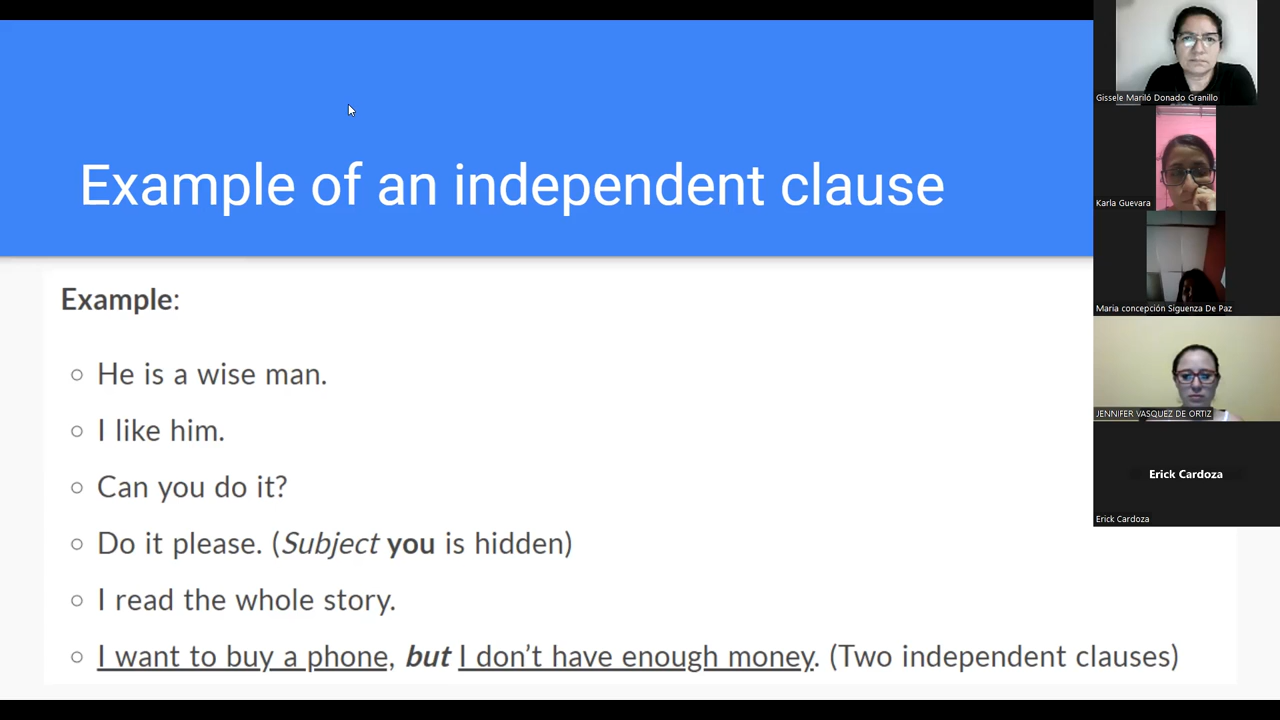 Example of an independent clause
Example:
He is a wise man.
I like him.
Can you do it?
Do it please. (Subject you is hidden)
I read the whole story.
I want to buy a phone, but I don't have enough money. (Two independent clauses)
Gissele Mariló Donado Granillo
Karla Guevara
Maria concepción Siguenza De Paz
JENNIFER VASQUEZ DE ORTIZ
Erick Cardoza
Erick Cardoza